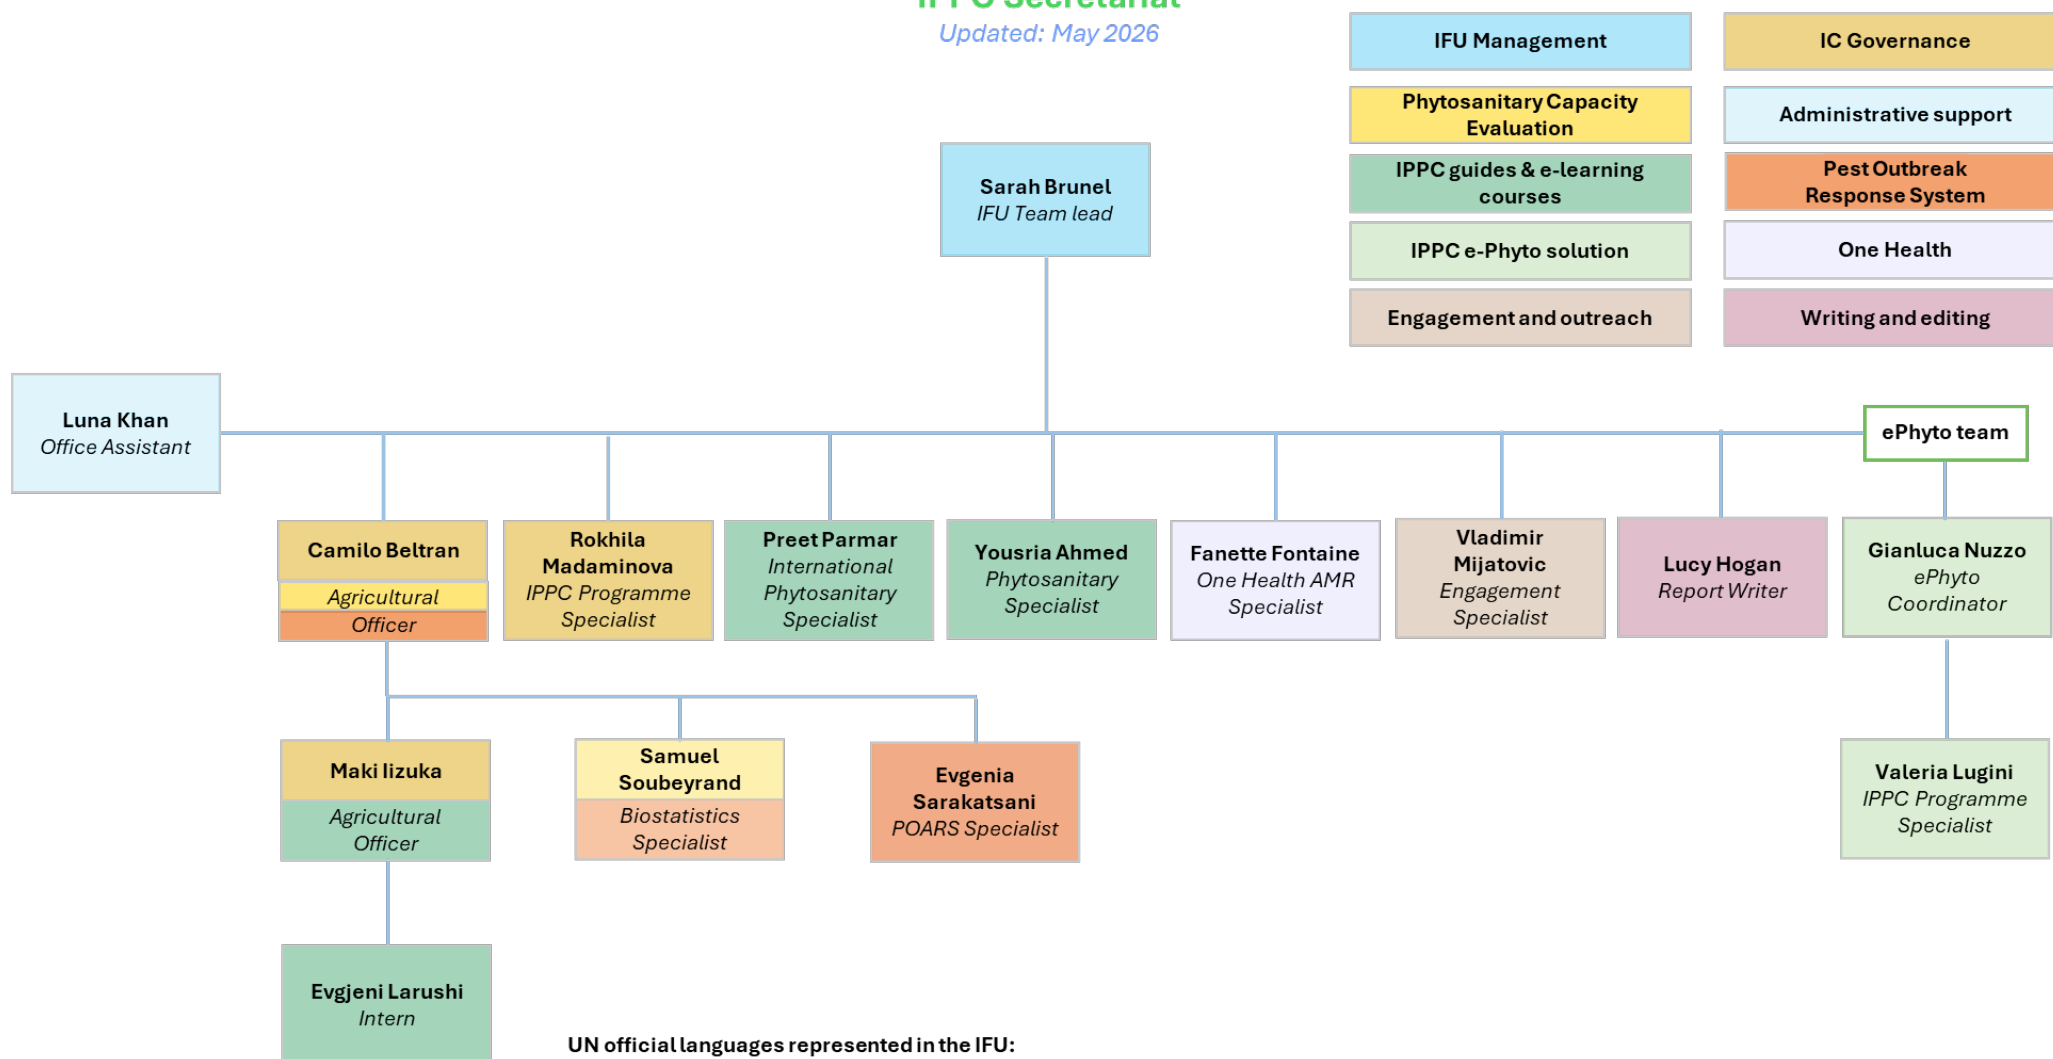 IPPC Secretariat
Updated: May 2026
IFU Management
IC Governance
Phytosanitary Capacity
Evaluation
Administrative support
IPPC guides & e-learning
courses
Pest Outbreak
Response System
IPPC e-Phyto solution
One Health
Engagement and outreach
Writing and editing
Sarah Brunel
IFU Team lead
Luna Khan
Office Assistant
ePhyto team
Camilo Beltran
Agricultural
Officer
Rokhila
Madaminova
IPPC Programme
Specialist
Preet Parmar
International
Phytosanitary
Specialist
Yousria Ahmed
Phytosanitary
Specialist
Fanette Fontaine
One Health AMR
Specialist
Vladimir
Mijatovic
Engagement
Specialist
Lucy Hogan
Report Writer
Gianluca Nuzzo
ePhyto
Coordinator
Maki Iizuka
Agricultural
Officer
Samuel
Soubeyrand
Biostatistics
Specialist
Evgenia
Sarakatsani
POARS Specialist
Valeria Lugini
IPPC Programme
Specialist
Evgjeni Larushi
Intern
UN official languages represented in the IFU: